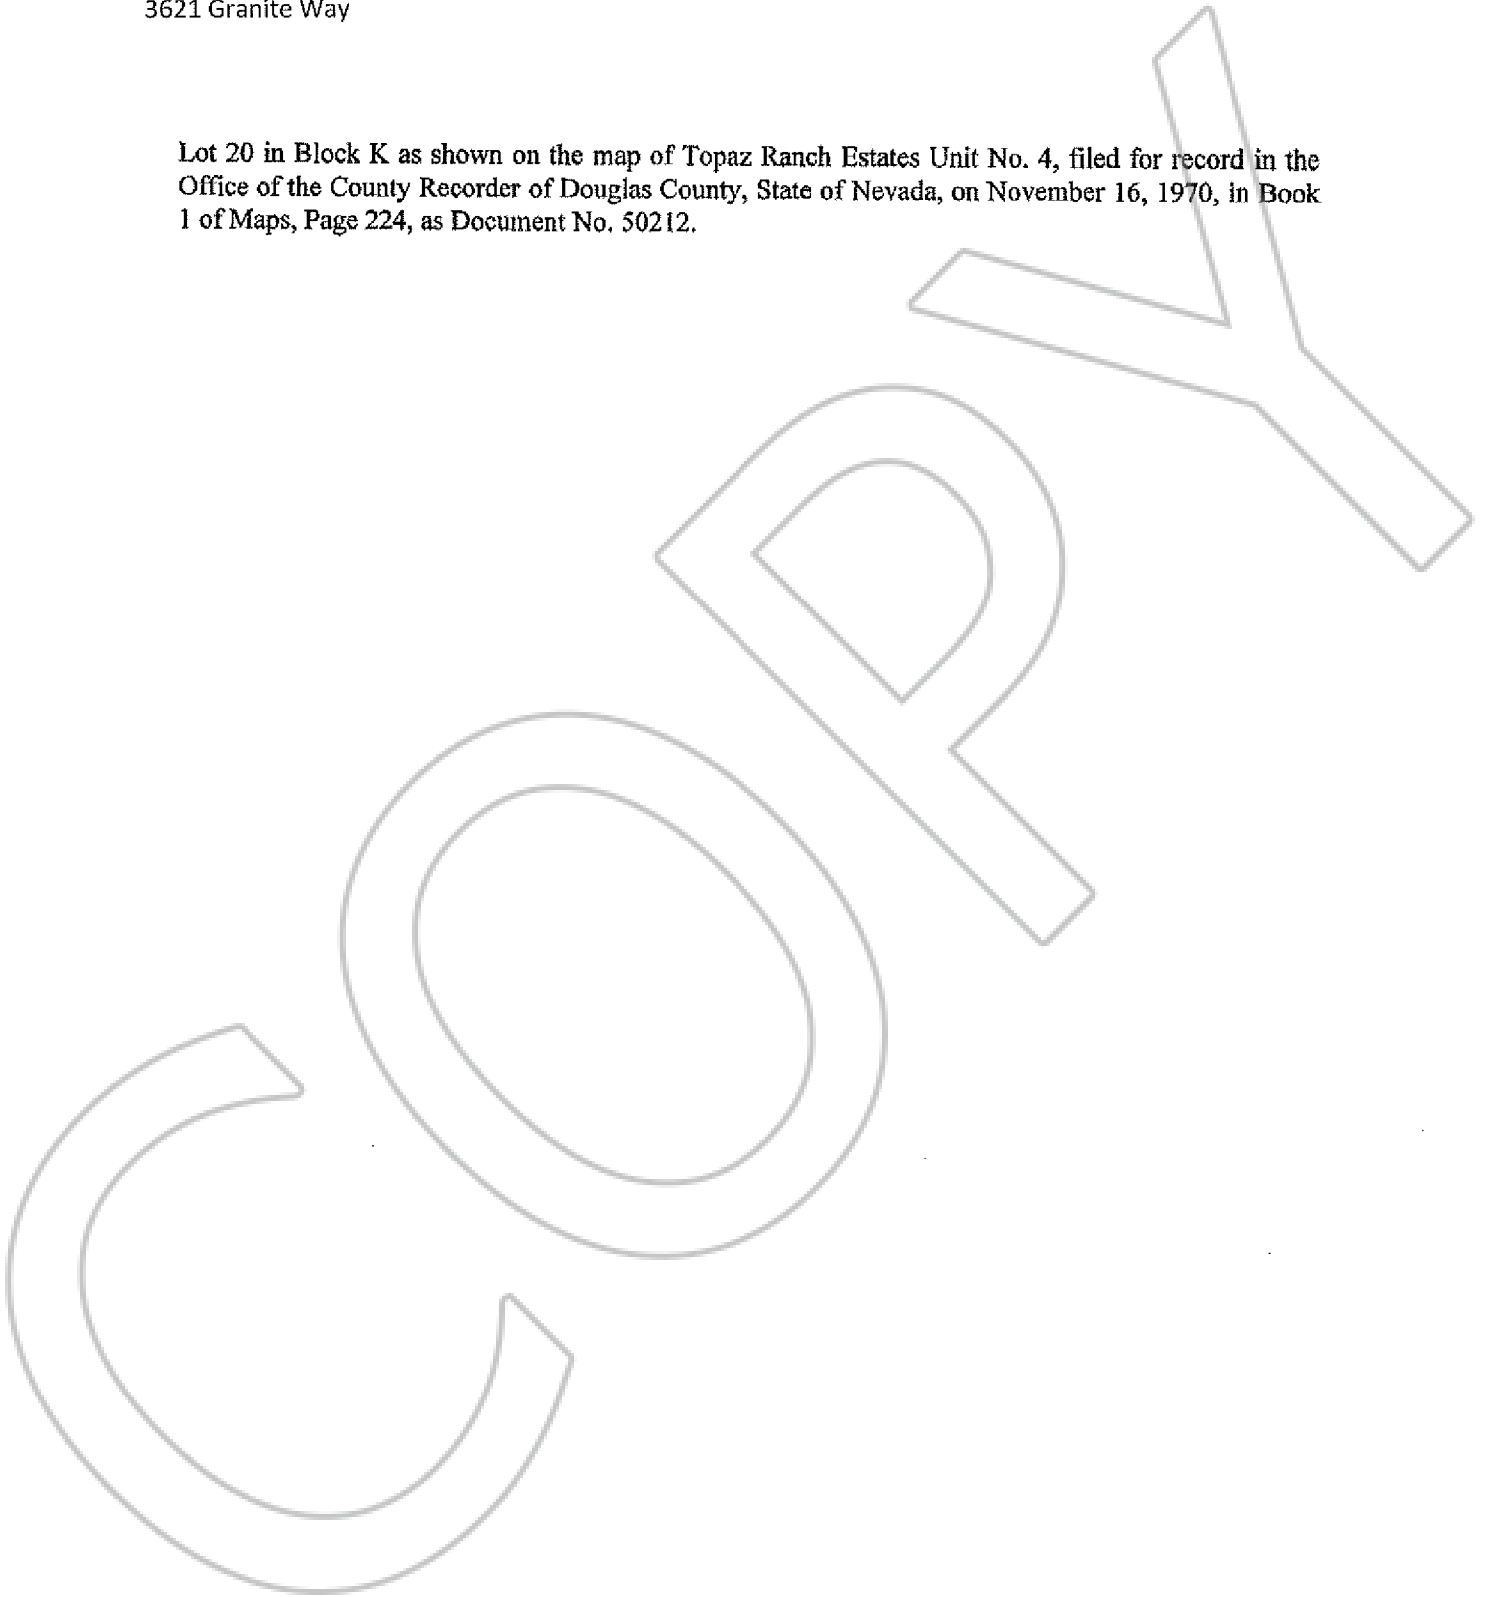 3621 Granite Way
Lot 20 in Block K as shown on the map of Topaz Ranch Estates Unit No. 4, filed for record in the
Office of the County Recorder of Douglas County, State of Nevada, on November 16, 1970, in Book
1 of Maps, Page 224, as Document No. 50212.
COPY